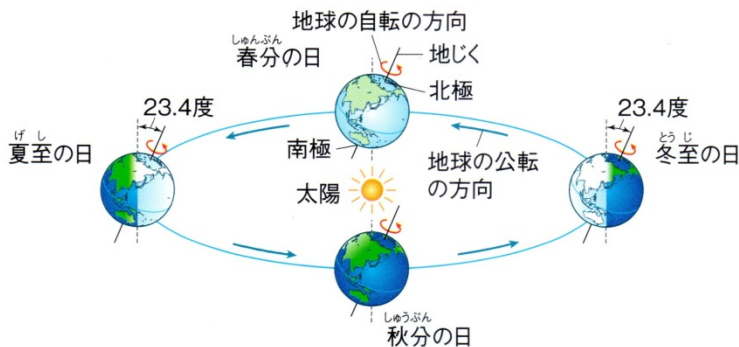 地球の自転の方向
しゅんぶん
春分の日
地じく
北極
23.4度
げし
夏至の日
南極
地球の公転
の方向
太陽
23.4度
とうじ
冬至の日
しゅうぶん
秋分の日